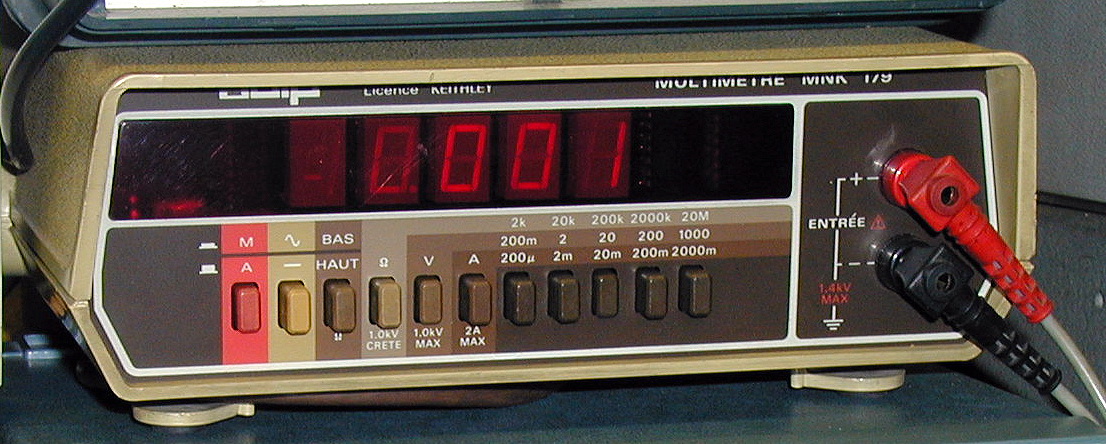 Licence KEITHLEY
MULTIMETRE MNK 179
0.001
M BAS
A HAUT Ω V A
2k 20k 200k 2000k 20M
200m 2 20 200 1000
200µ 2m 20m 200m 2000m
Ω
1.0kV
CRETE
1.0kV
MAX
2A
MAX
+
ENTRÉE
1.4kV
MAX